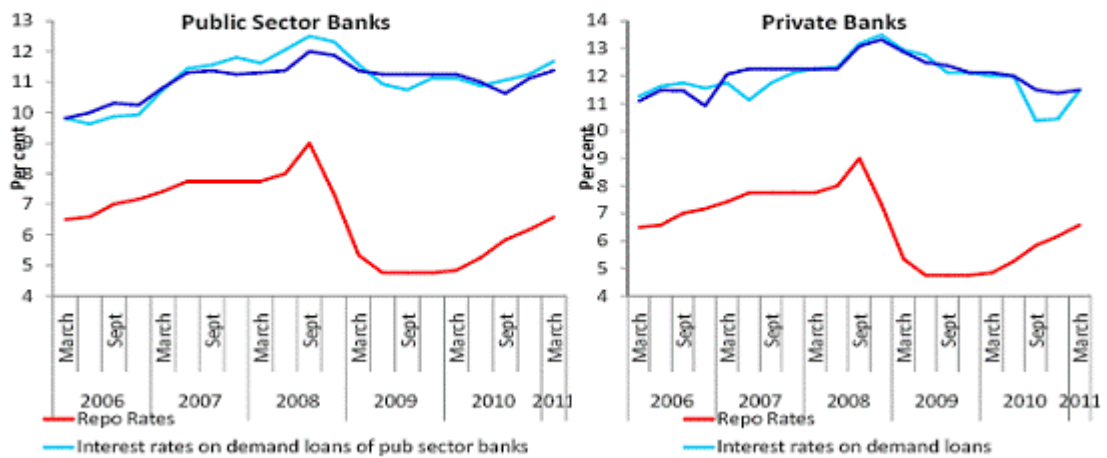 Public Sector Banks
13
12
11
10
9
8
7
6
5
4
Per cent
March
Sept
March
Sept
March
Sept
March
Sept
March
Sept
March
2006
2007
2008
2009
2010
2011
Repo Rates
Interest rates on demand loans of pub sector banks
Private Banks
14
13
12
11
10
9
8
7
6
5
4
Per cent
March
Sept
March
Sept
March
Sept
March
Sept
March
Sept
March
2006
2007
2008
2009
2010
2011
Repo Rates
Interest rates on demand loans